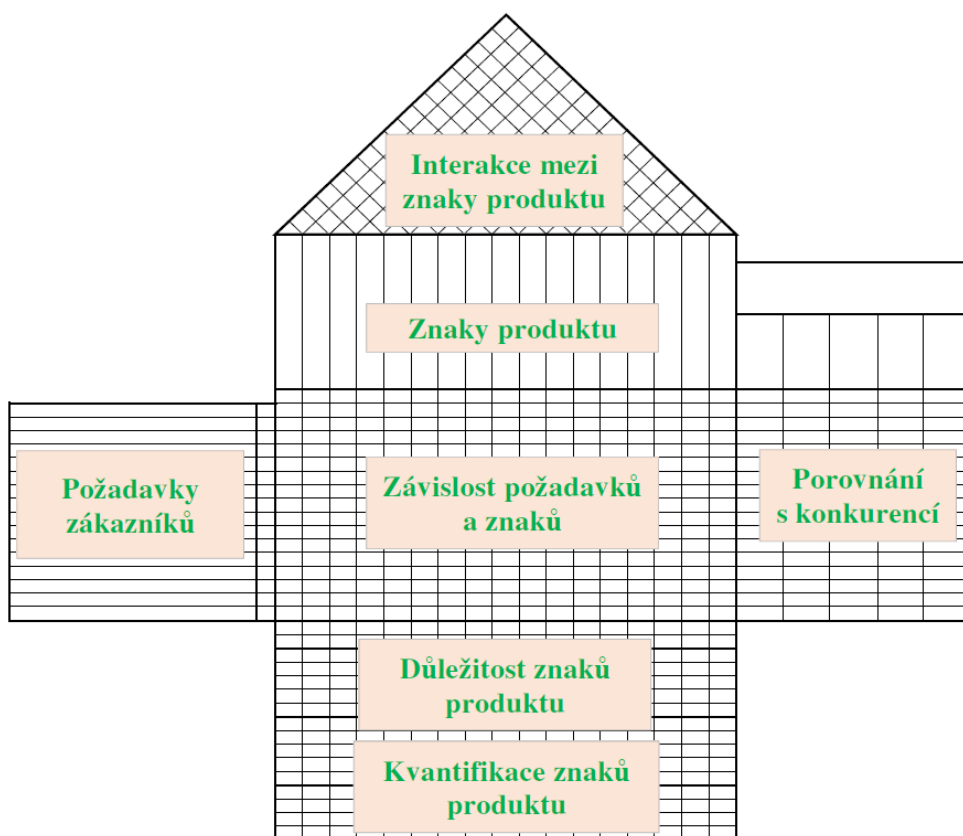 Interakce mezi
znaky produktu
Znaky produktu
Požadavky
zákazníků
Závislost požadavků
a znaků
Porovnání
s konkurencí
Důležitost znaků
produktu
Kvantifikace znaků
produktu